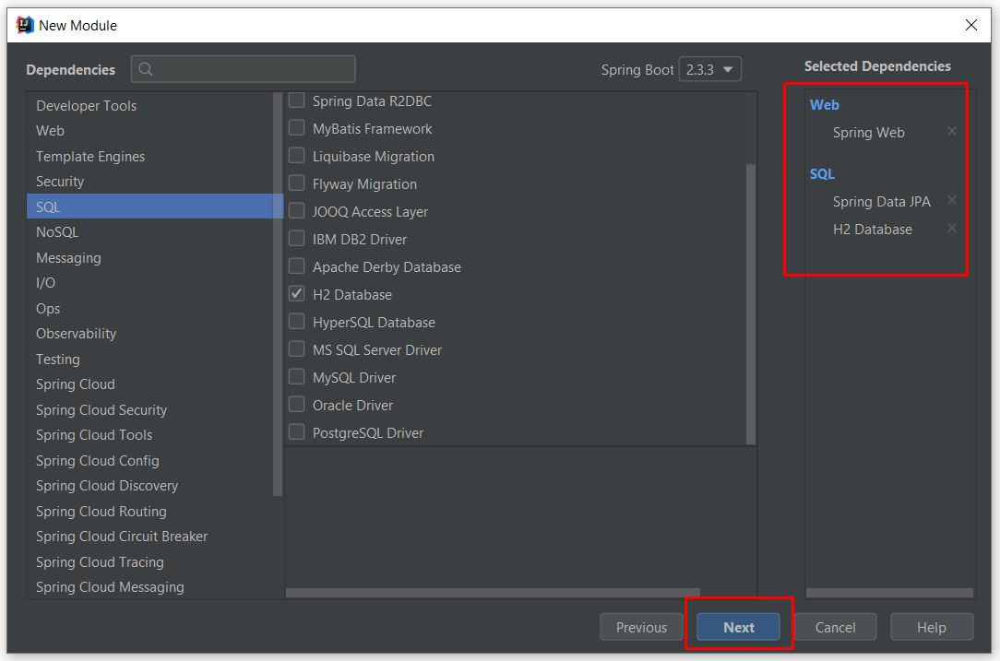 New Module
Dependencies
Spring Boot 2.3.3
Selected Dependencies
Developer Tools
Web
Template Engines
Security
SQL
NoSQL
Messaging
I/O
Ops
Observability
Testing
Spring Cloud
Spring Cloud Security
Spring Cloud Tools
Spring Cloud Config
Spring Cloud Discovery
Spring Cloud Routing
Spring Cloud Circuit Breaker
Spring Cloud Tracing
Spring Cloud Messaging
Spring Data R2DBC
MyBatis Framework
Liquibase Migration
Flyway Migration
JOOQ Access Layer
IBM DB2 Driver
Apache Derby Database
H2 Database
HyperSQL Database
MS SQL Server Driver
MySQL Driver
Oracle Driver
PostgreSQL Driver
Web
Spring Web
SQL
Spring Data JPA
H2 Database
Previous
Next
Cancel
Help